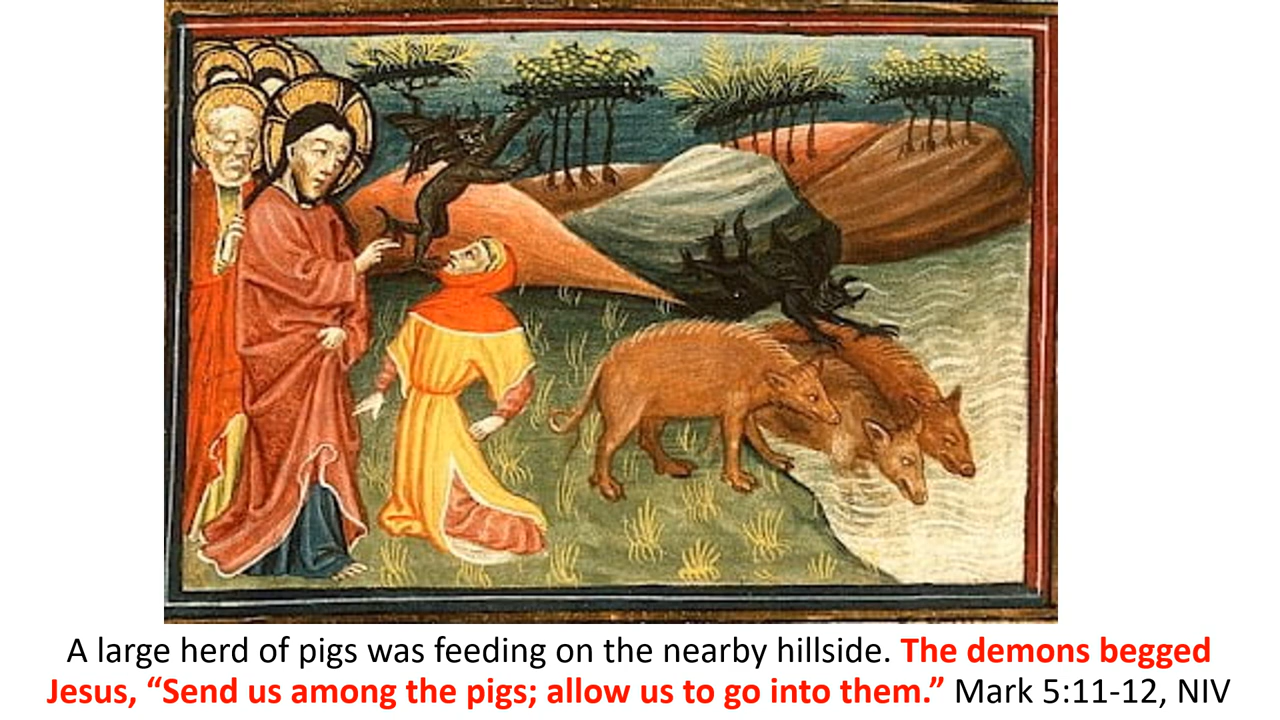 A large herd of pigs was feeding on the nearby hillside. The demons begged
Jesus, “Send us among the pigs; allow us to go into them.” Mark 5:11-12, NIV